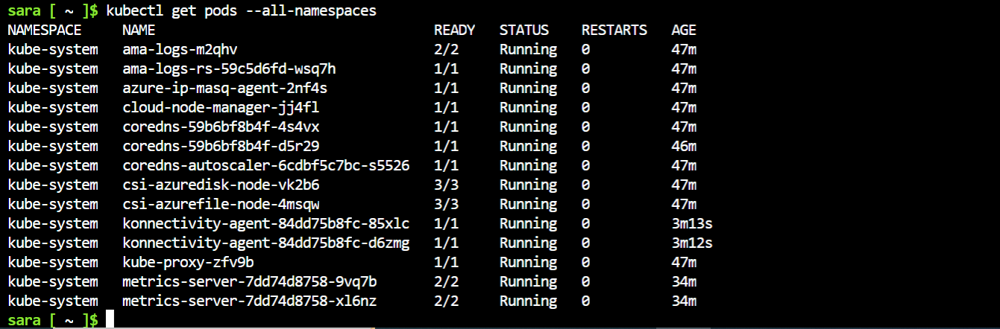 sara [ ~ ]$ kubectl get pods --all-namespaces
NAMESPACE NAME READY STATUS RESTARTS AGE
kube-system ama-logs-m2qhv 2/2 Running 0 47m
kube-system ama-logs-rs-59c5d6fd-wsq7h 1/1 Running 0 47m
kube-system azure-ip-masq-agent-2nf4s 1/1 Running 0 47m
kube-system cloud-node-manager-jj4fl 1/1 Running 0 47m
kube-system coredns-59b6bf8b4f-4s4vx 1/1 Running 0 47m
kube-system coredns-59b6bf8b4f-d5r29 1/1 Running 0 46m
kube-system coredns-autoscaler-6cdbf5c7bc-s5526 1/1 Running 0 47m
kube-system csi-azuredisk-node-vk2b6 3/3 Running 0 47m
kube-system csi-azurefile-node-4msqw 3/3 Running 0 47m
kube-system konnectivity-agent-84dd75b8fc-85xlc 1/1 Running 0 3m13s
kube-system konnectivity-agent-84dd75b8fc-d6zmg 1/1 Running 0 3m12s
kube-system kube-proxy-zfv9b 1/1 Running 0 47m
kube-system metrics-server-7dd74d8758-9vq7b 2/2 Running 0 34m
kube-system metrics-server-7dd74d8758-xl6nz 2/2 Running 0 34m
sara [ ~ ]$